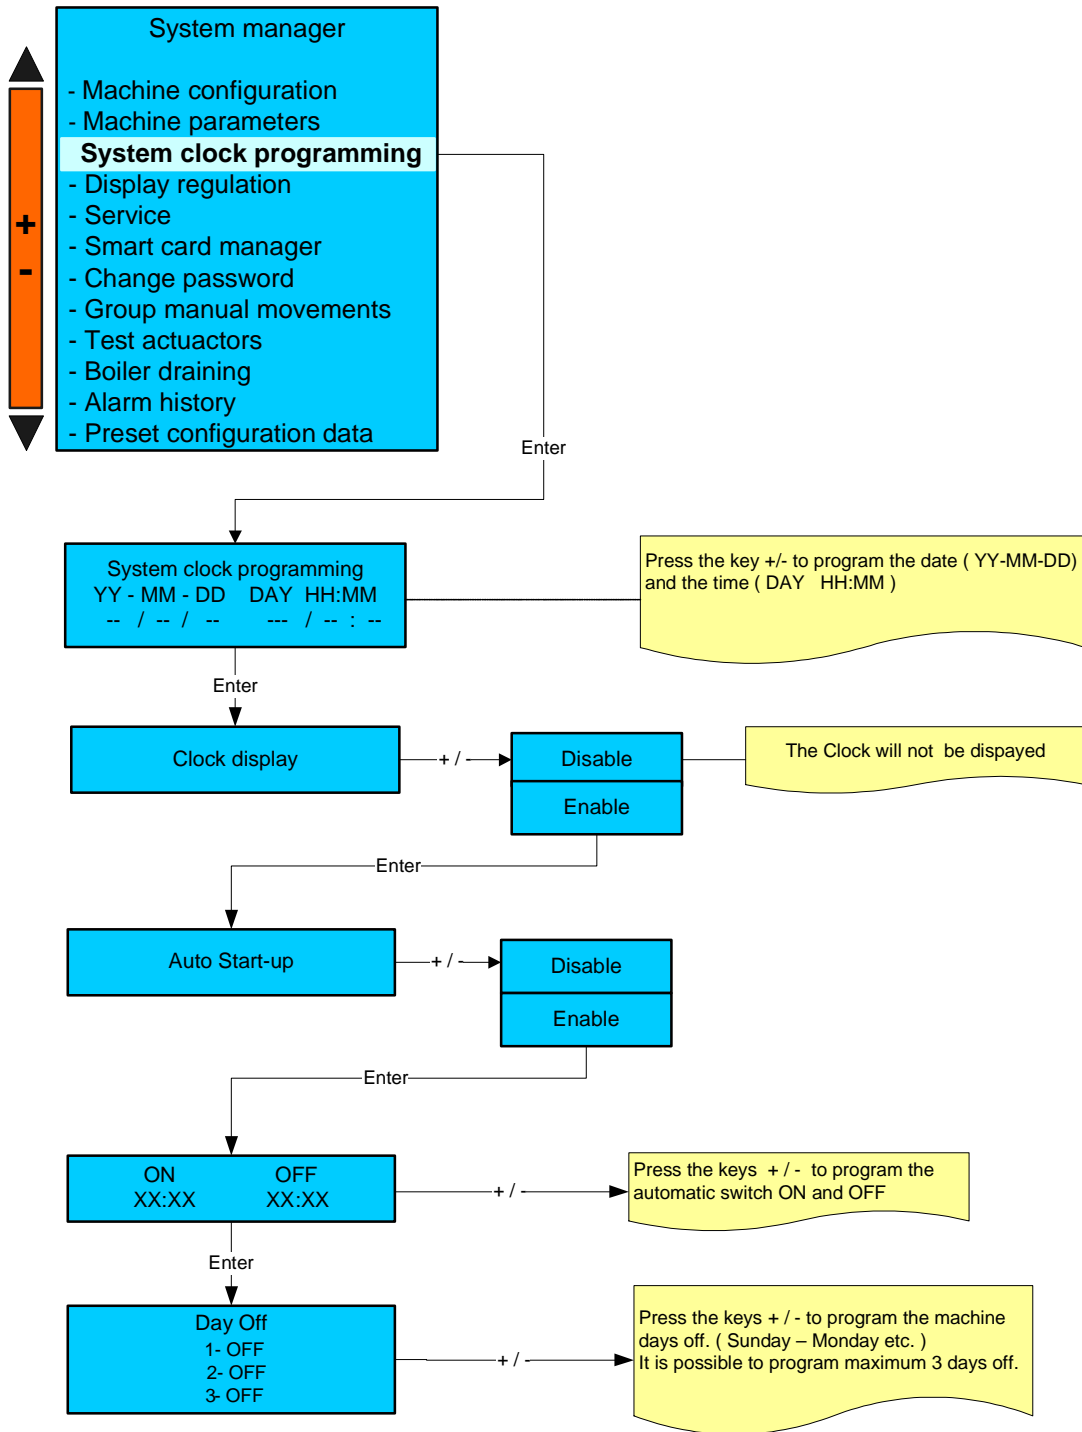 System manager
- Machine configuration
- Machine parameters
System clock programming
- Display regulation
- Service
- Smart card manager
- Change password
- Group manual movements
- Test actuactors
- Boiler draining
- Alarm history
- Preset configuration data
+
-
Enter
System clock programming
YY - MM - DD DAY HH:MM
-- / -- / -- --- / -- : --
Press the key +/- to program the date ( YY-MM-DD)
and the time ( DAY HH:MM )
Enter
Clock display
+ / -
Disable
Enable
The Clock will not be dispayed
Enter
Auto Start-up
+ / -
Disable
Enable
Enter
ON OFF
XX:XX XX:XX
+ / -
Press the keys + / - to program the
automatic switch ON and OFF
Enter
Day Off
1- OFF
2- OFF
3- OFF
+ / -
Press the keys + / - to program the machine
days off. ( Sunday – Monday etc. )
It is possible to program maximum 3 days off.